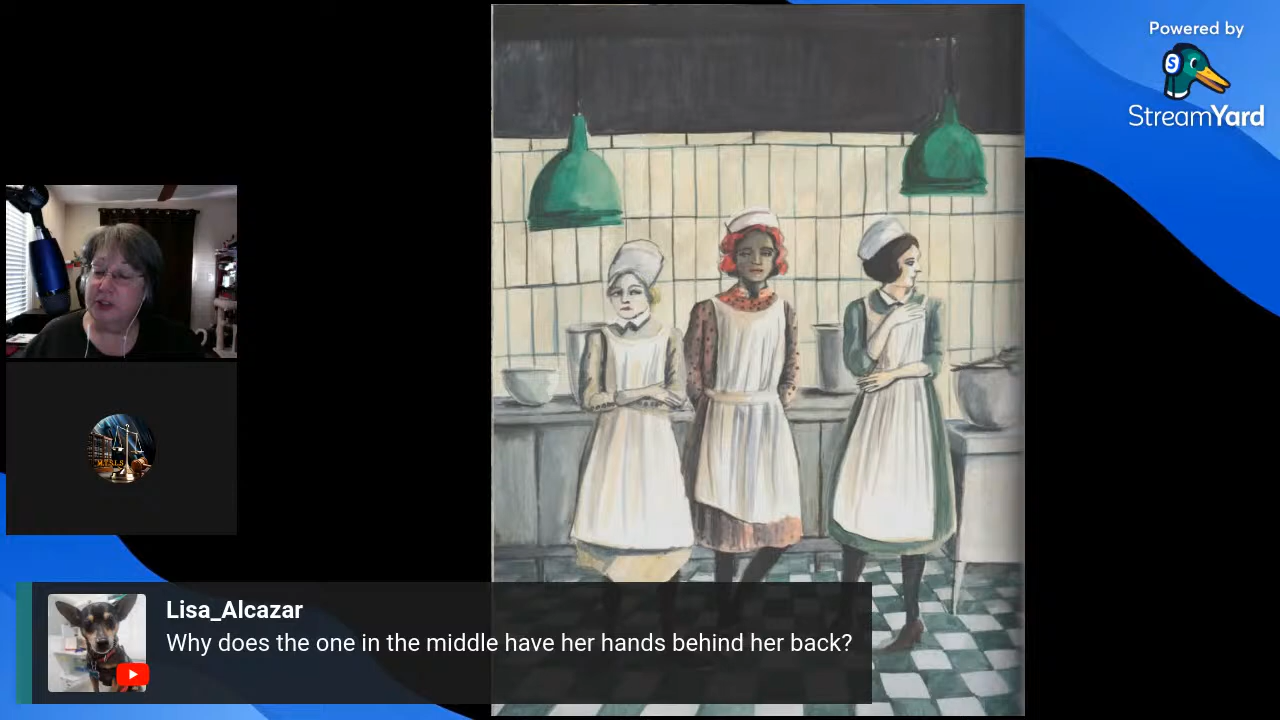 Powered by
StreamYard
M.T.S.L.S
Lisa_Alcazar
Why does the one in the middle have her hands behind her back?